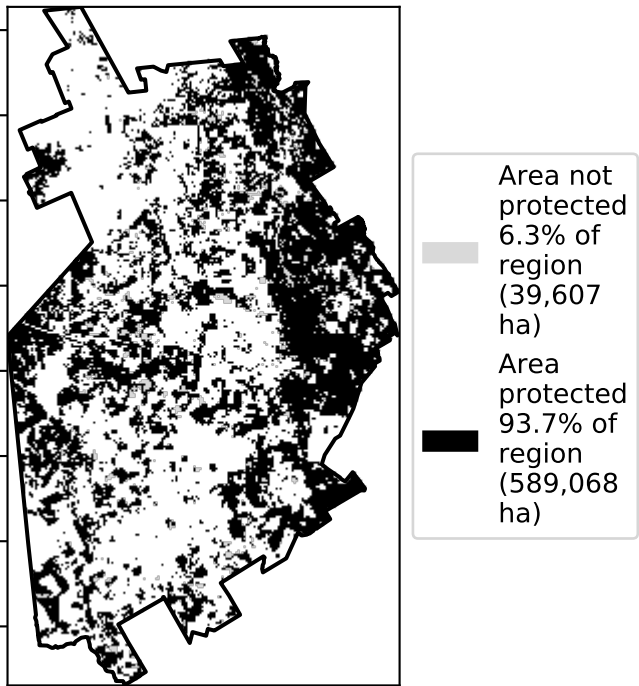 Area not
protected
6.3% of
region
(39,607
ha)
Area
protected
93.7% of
region
(589,068
ha)